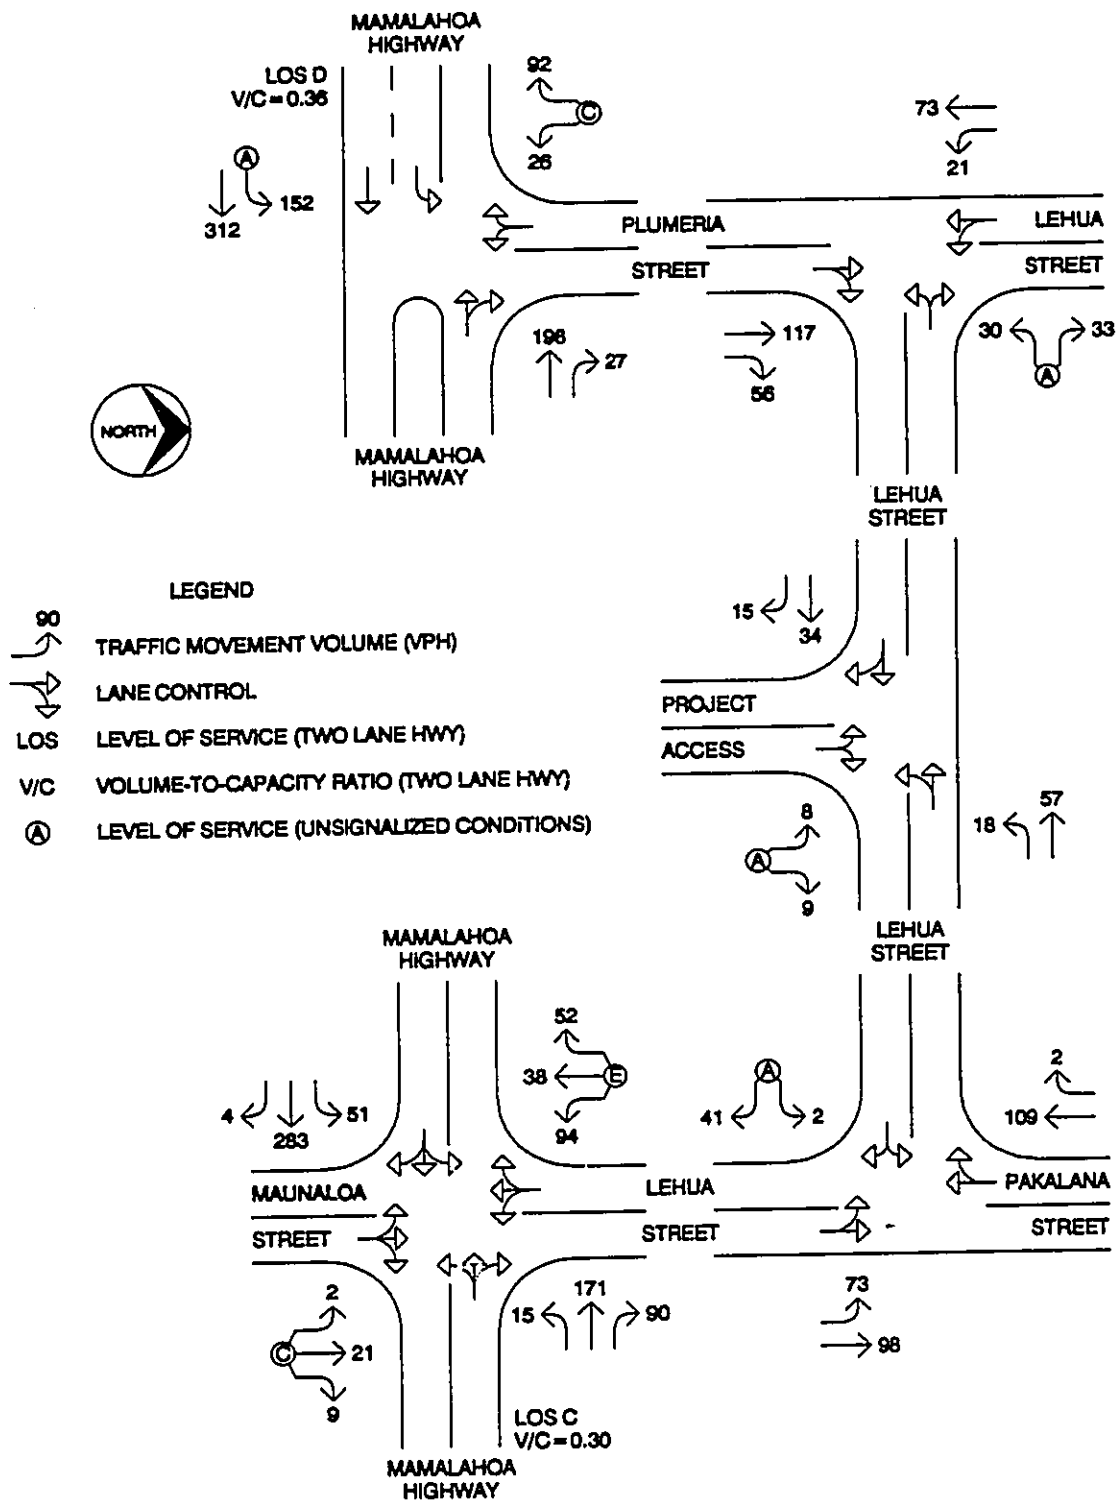 MAMALAHOA
HIGHWAY
LOS D
V/C = 0.36
92
C
26
73
21
A
152
312
PLUMERIA
STREET
LEHUA
STREET
198
27
117
56
30
33
A
NORTH
MAMALAHOA
HIGHWAY
LEHUA
STREET
LEGEND
90
TRAFFIC MOVEMENT VOLUME (VPH)
LANE CONTROL
LOS LEVEL OF SERVICE (TWO LANE HWY)
V/C VOLUME-TO-CAPACITY RATIO (TWO LANE HWY)
A LEVEL OF SERVICE (UNSIGNALIZED CONDITIONS)
15
34
PROJECT
ACCESS
8
A
9
18
57
MAMALAHOA
HIGHWAY
LEHUA
STREET
52
38
E
94
4
283
51
A
41
2
2
109
MAUNALOA
STREET
LEHUA
STREET
PAKALANA
STREET
2
C
21
9
15
171
90
73
98
LOS C
V/C = 0.30
MAMALAHOA
HIGHWAY